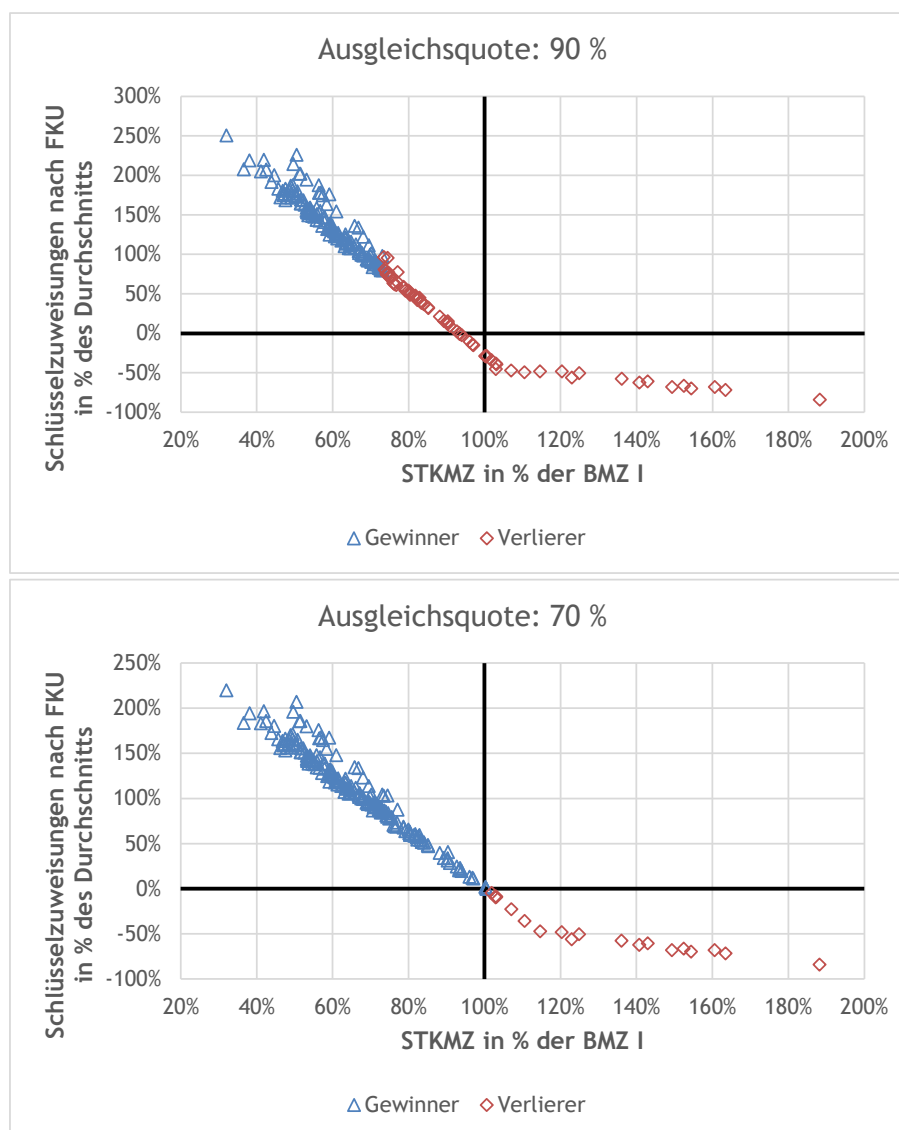 Ausgleichsquote: 90 %
Schlüsselzuweisungen nach FKU
in % des Durchschnitts
300%
250%
200%
150%
100%
50%
0%
-50%
-100%
20% 40% 60% 80% 100% 120% 140% 160% 180% 200%
STKMZ in % der BMZ I
Gewinner Verlierer
Ausgleichsquote: 70 %
Schlüsselzuweisungen nach FKU
in % des Durchschnitts
250%
200%
150%
100%
50%
0%
-50%
-100%
20% 40% 60% 80% 100% 120% 140% 160% 180% 200%
STKMZ in % der BMZ I
Gewinner Verlierer